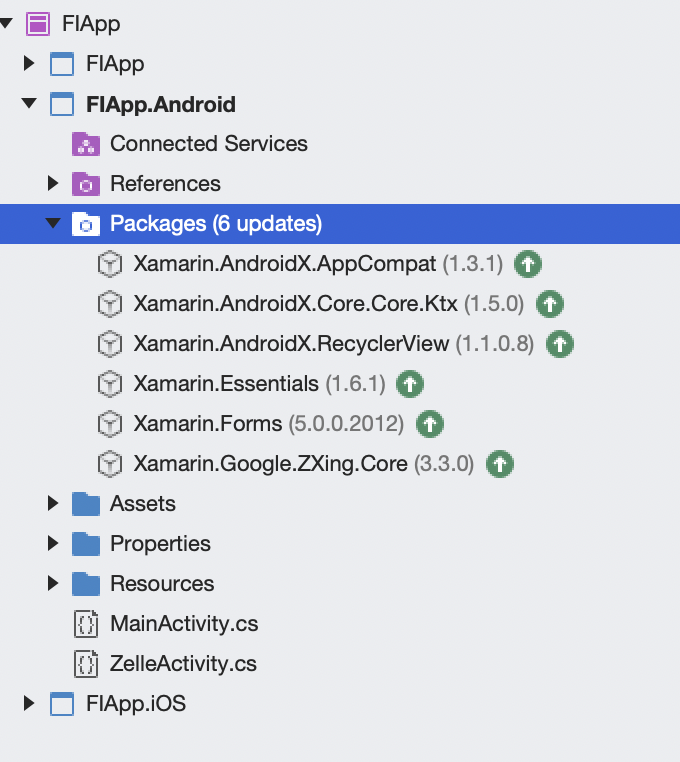 FIApp
FIApp
FIApp.Android
Connected Services
References
Packages (6 updates)
Xamarin.AndroidX.AppCompat (1.3.1)
Xamarin.AndroidX.Core.Core.Ktx (1.5.0)
Xamarin.AndroidX.RecyclerView (1.1.0.8)
Xamarin.Essentials (1.6.1)
Xamarin.Forms (5.0.0.2012)
Xamarin.Google.ZXing.Core (3.3.0)
Assets
Properties
Resources
MainActivity.cs
ZelleActivity.cs
FIApp.iOS